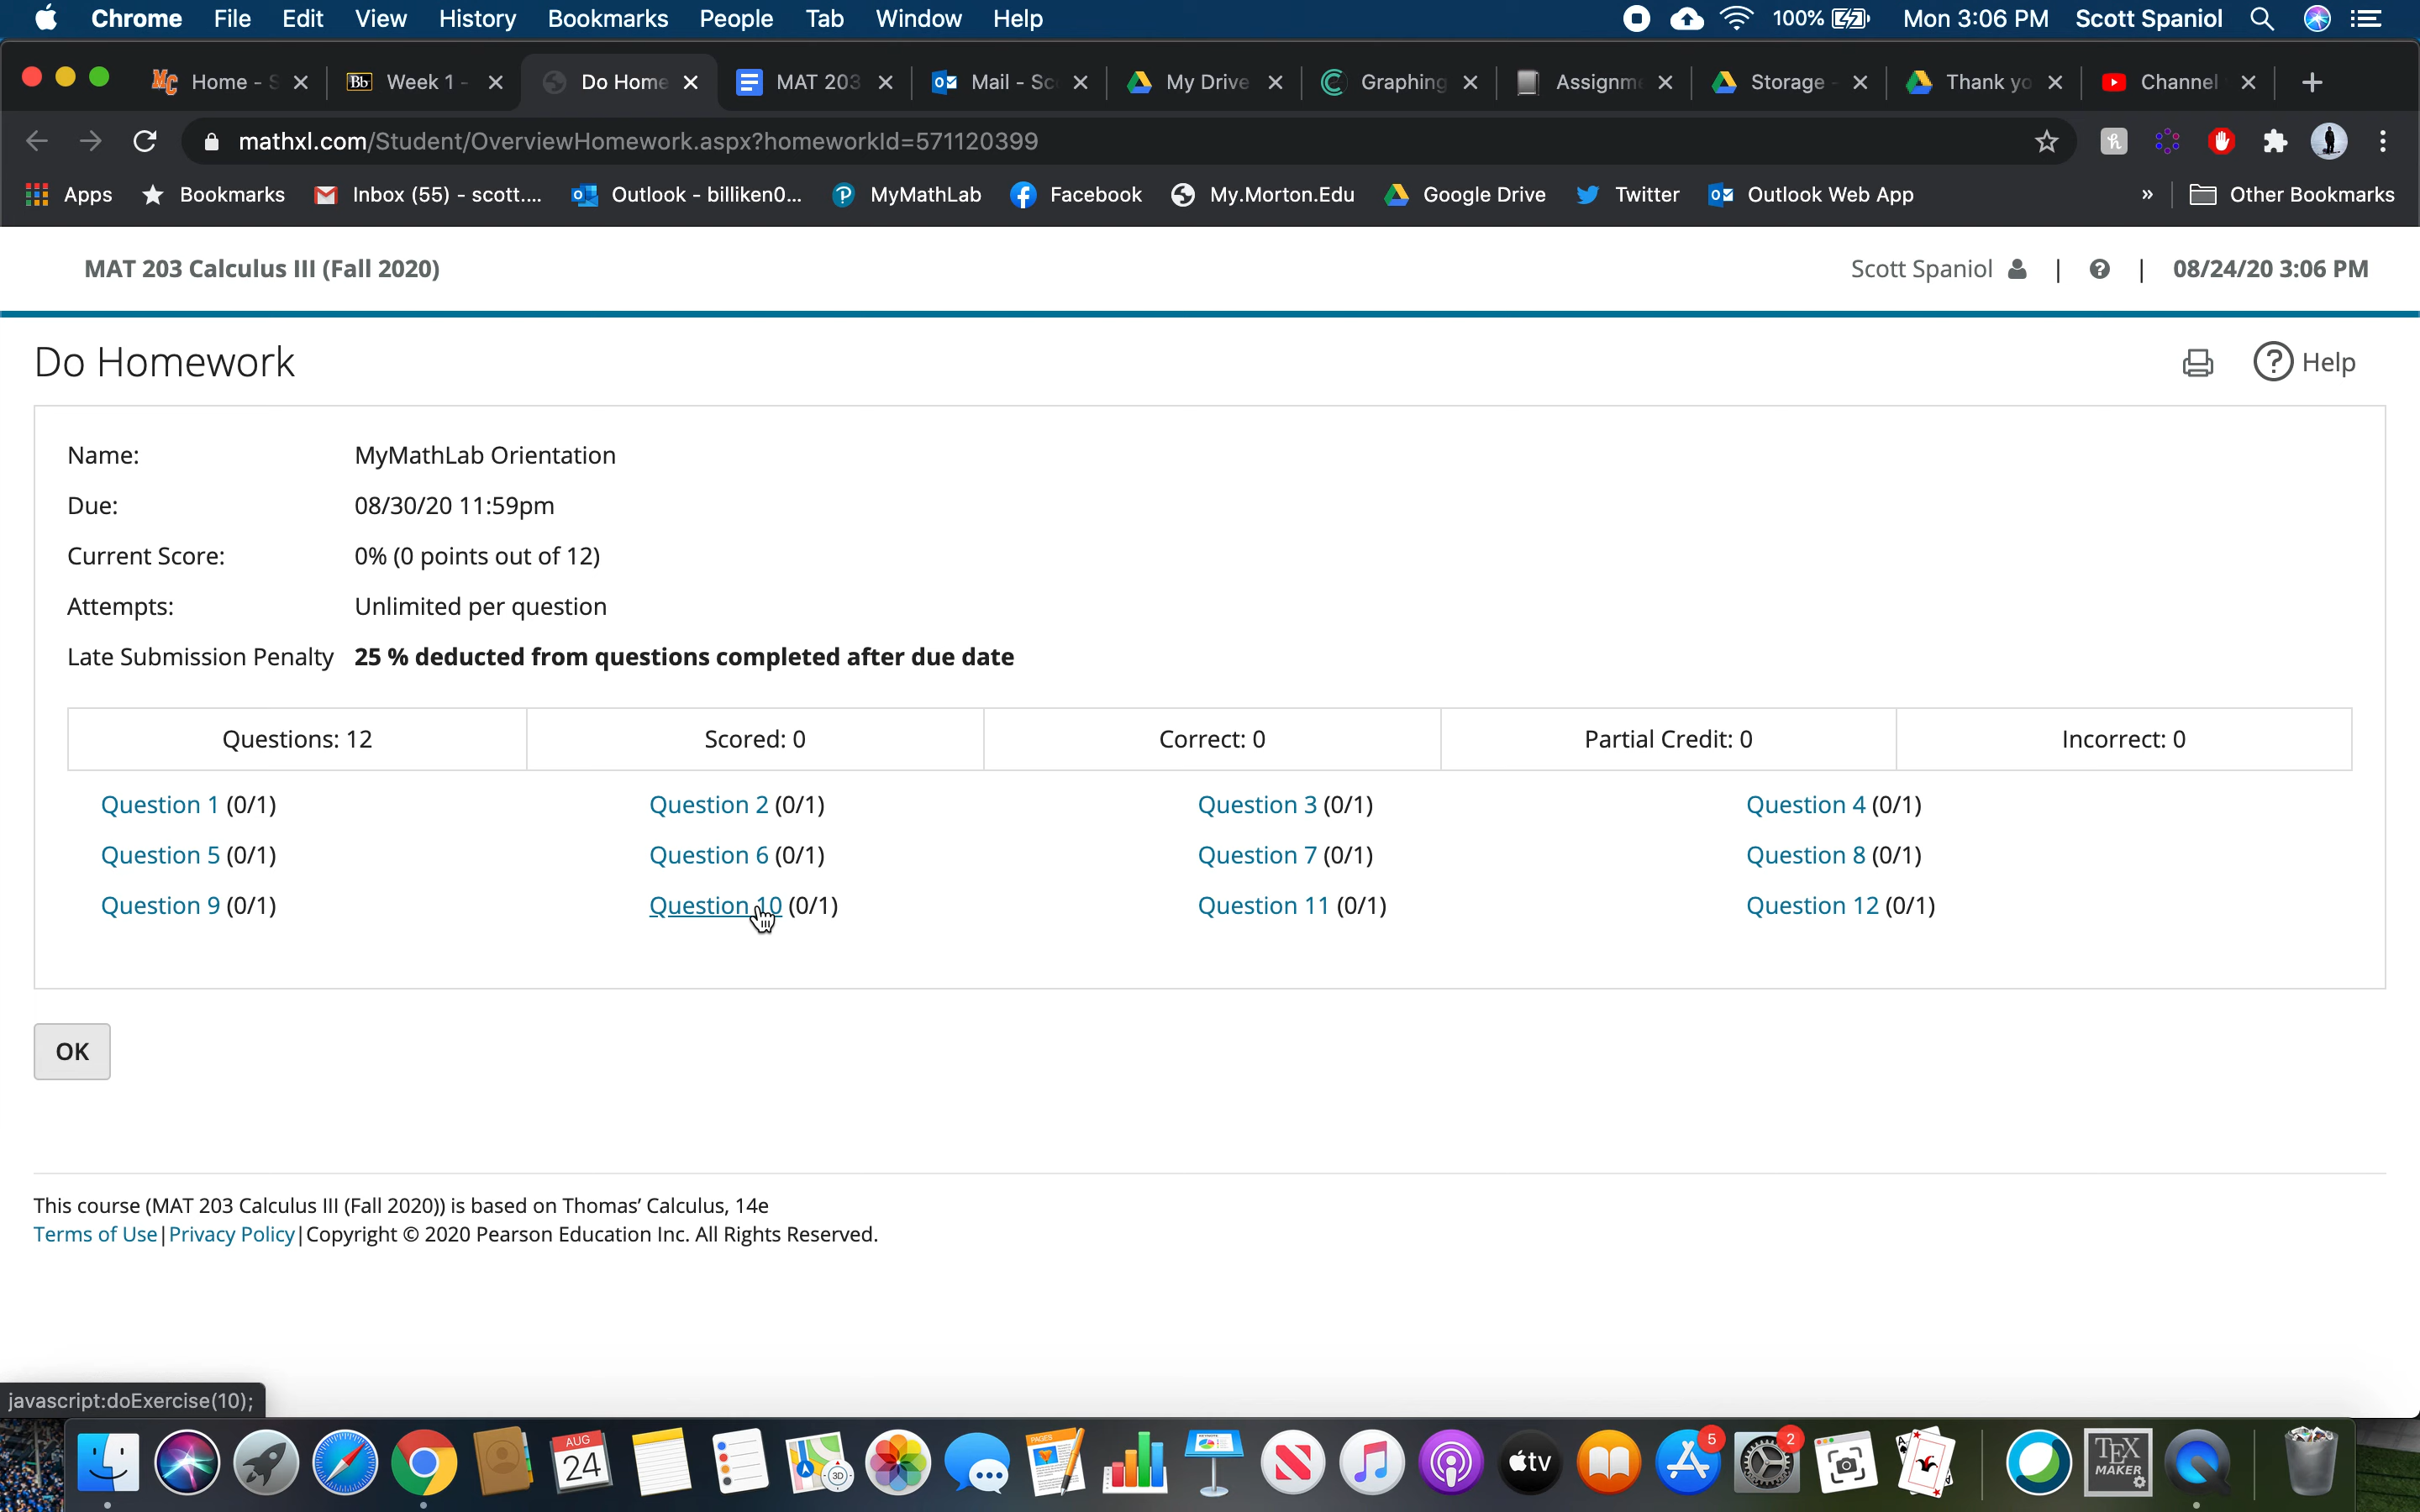 Chrome File Edit View History Bookmarks People Tab Window Help 100% Mon 3:06 PM Scott Spaniol
Home - S Week 1 - Do Home MAT 203 Mail - Sc My Drive Graphing Assignm Storage - Thank yo Channel
mathxl.com/Student/OverviewHomework.aspx?homeworkId=571120399
Apps Bookmarks Inbox (55) - scott.... Outlook - billiken0... MyMathLab Facebook My.Morton.Edu Google Drive Twitter Outlook Web App » Other Bookmarks
MAT 203 Calculus III (Fall 2020) Scott Spaniol | ? | 08/24/20 3:06 PM
Do Homework ? Help
Name: MyMathLab Orientation
Due: 08/30/20 11:59pm
Current Score: 0% (0 points out of 12)
Attempts: Unlimited per question
Late Submission Penalty 25 % deducted from questions completed after due date
Questions: 12 Scored: 0 Correct: 0 Partial Credit: 0 Incorrect: 0
Question 1 (0/1) Question 2 (0/1) Question 3 (0/1) Question 4 (0/1)
Question 5 (0/1) Question 6 (0/1) Question 7 (0/1) Question 8 (0/1)
Question 9 (0/1) Question 10 (0/1) Question 11 (0/1) Question 12 (0/1)
OK
This course (MAT 203 Calculus III (Fall 2020)) is based on Thomas' Calculus, 14e
Terms of Use | Privacy Policy | Copyright © 2020 Pearson Education Inc. All Rights Reserved.
javascript:doExercise(10);
AUG 24 3D PAGES tv 5 2 TEX MAKER